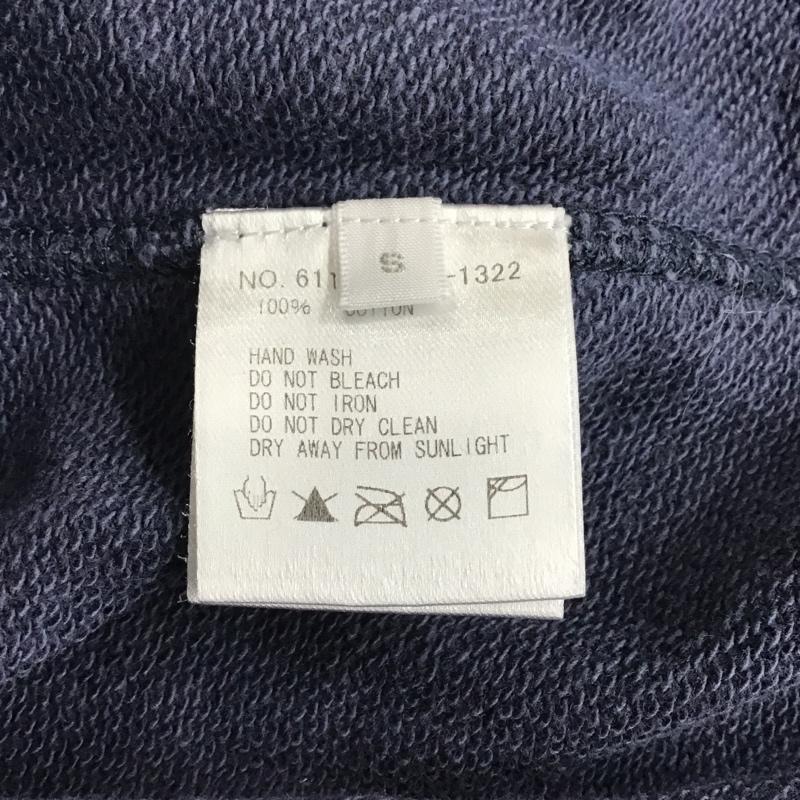 S
NO. 611 -1322
100% COTTON
HAND WASH
DO NOT BLEACH
DO NOT IRON
DO NOT DRY CLEAN
DRY AWAY FROM SUNLIGHT